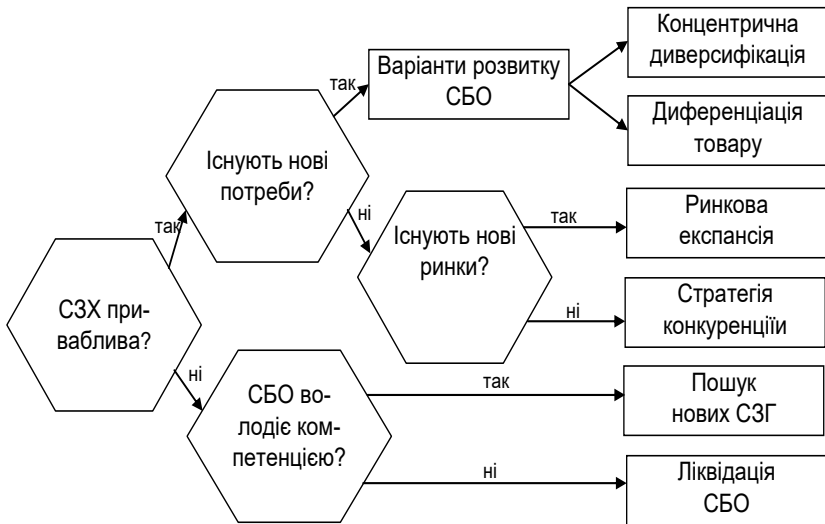 Концентрична
диверсифікація
Варіанти розвитку
СБО
так
Диференціація
товару
Існують нові
потреби?
так
ні
Існують нові
ринки?
так
Ринкова
експансія
ні
Стратегія
конкуренціїи
СЗХ при-
ваблива?
ні
СБО во-
лодіє ком-
петенцією?
так
Пошук
нових СЗГ
ні
Ліквідація
СБО